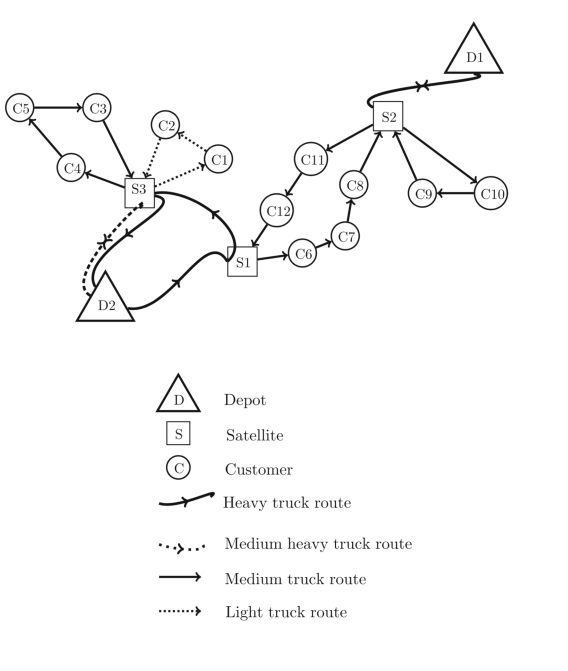 D1
C5
C3
C2
S2
C1
C11
C4
C8
S3
C9
C10
C12
C7
C6
S1
D2
D
Depot
S
Satellite
C
Customer
Heavy truck route
Medium heavy truck route
Medium truck route
Light truck route